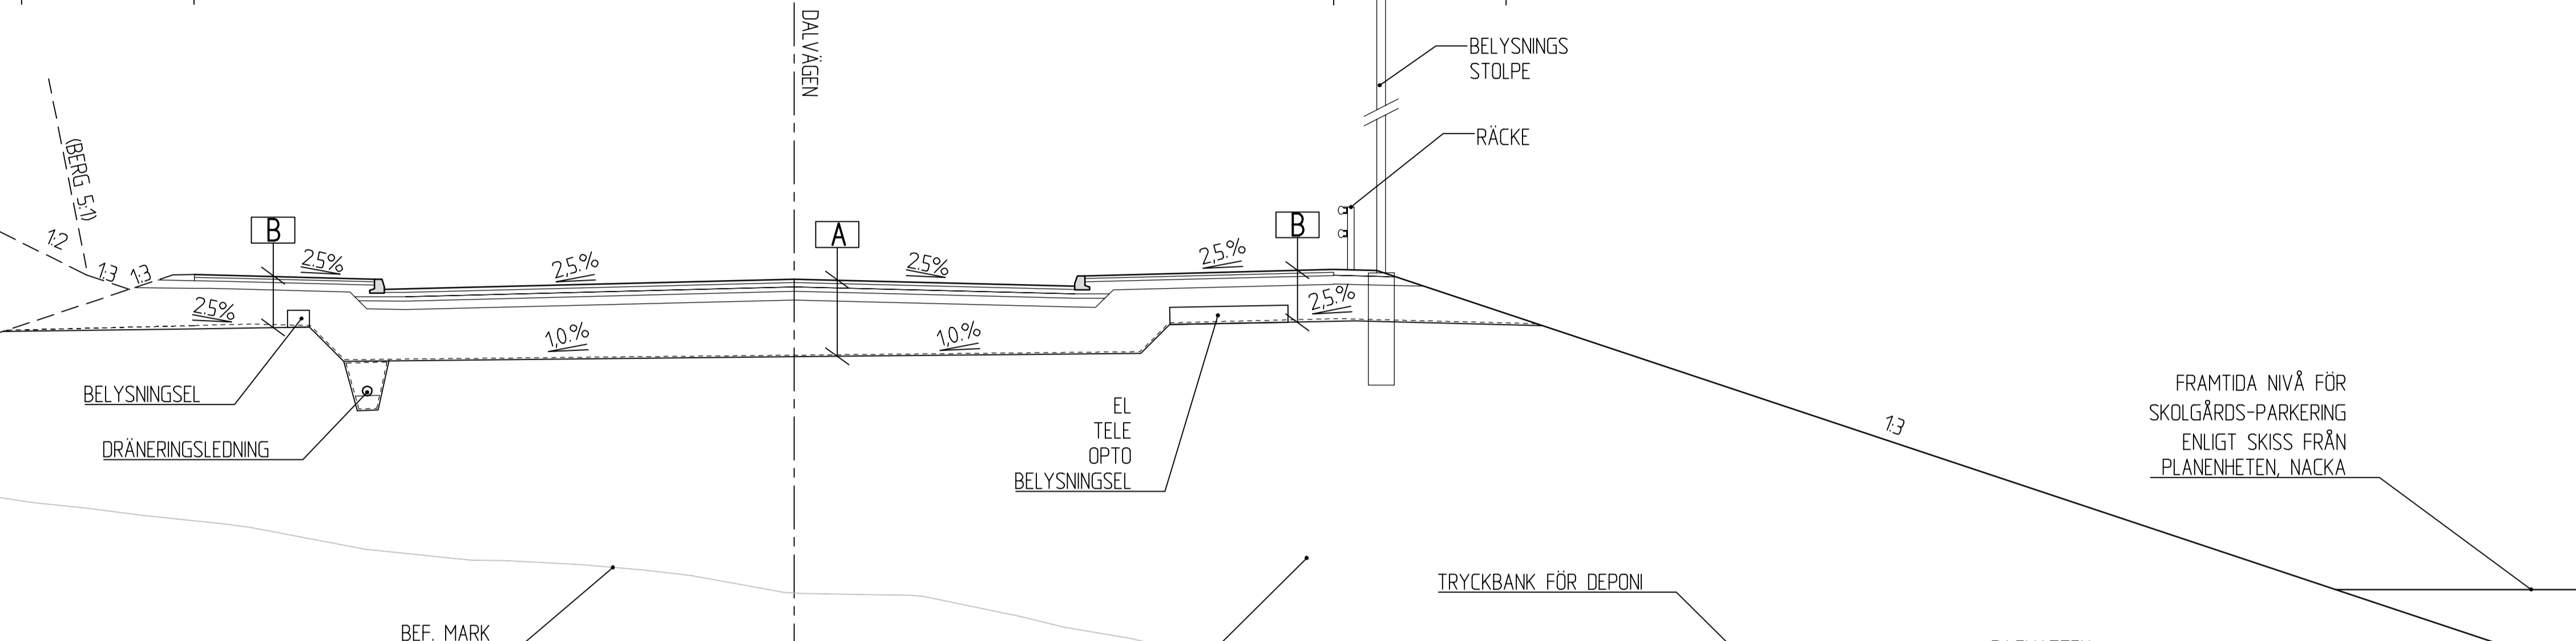 DALVÄGEN
BELYSNINGS
STOLPE
RÄCKE
(BERG 5:1)
1:2
1:3
1:3
B
2.5%
2,5.%
A
2.5%
2,5.%
B
2.5%
1,0.%
1,0.%
2,5.%
BELYSNINGSEL
DRÄNERINGSLEDNING
EL
TELE
OPTO
BELYSNINGSEL
1:3
FRAMTIDA NIVÅ FÖR
SKOLGÅRDS-PARKERING
ENLIGT SKISS FRÅN
PLANENHETEN, NACKA
TRYCKBANK FÖR DEPONI
BEF. MARK